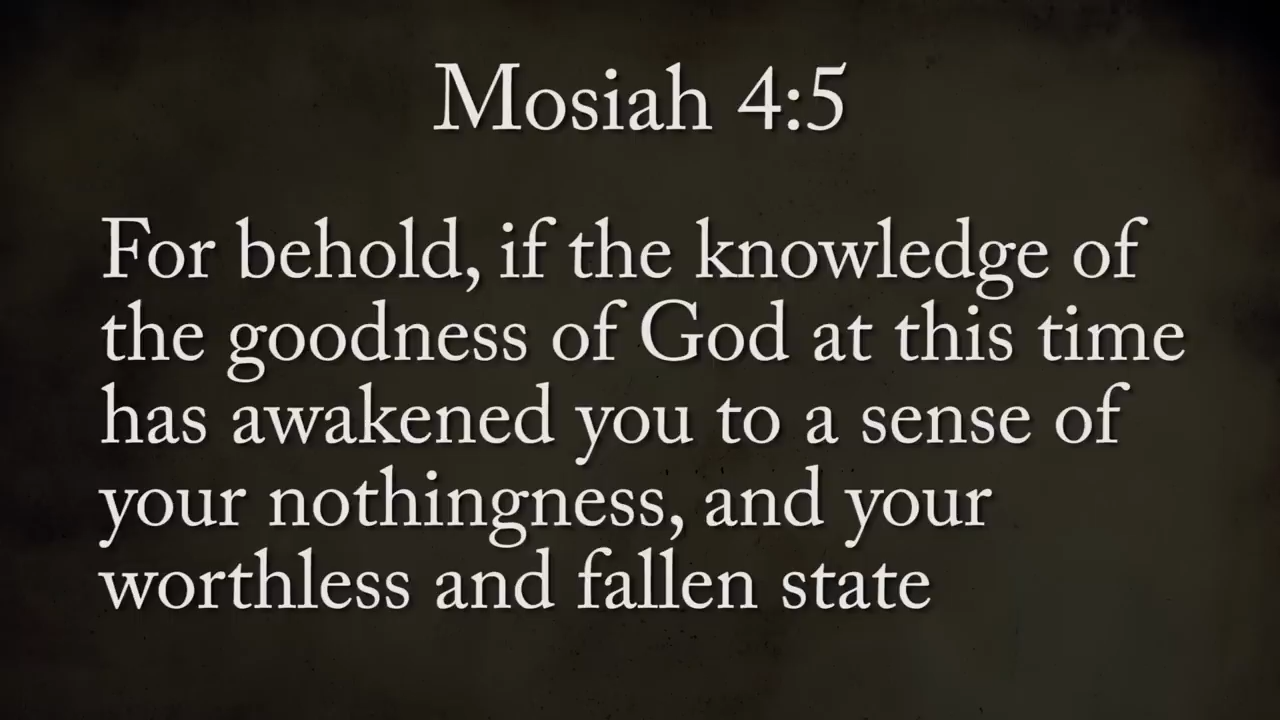 Mosiah 4:5
For behold, if the knowledge of
the goodness of God at this time
has awakened you to a sense of
your nothingness, and your
worthless and fallen state